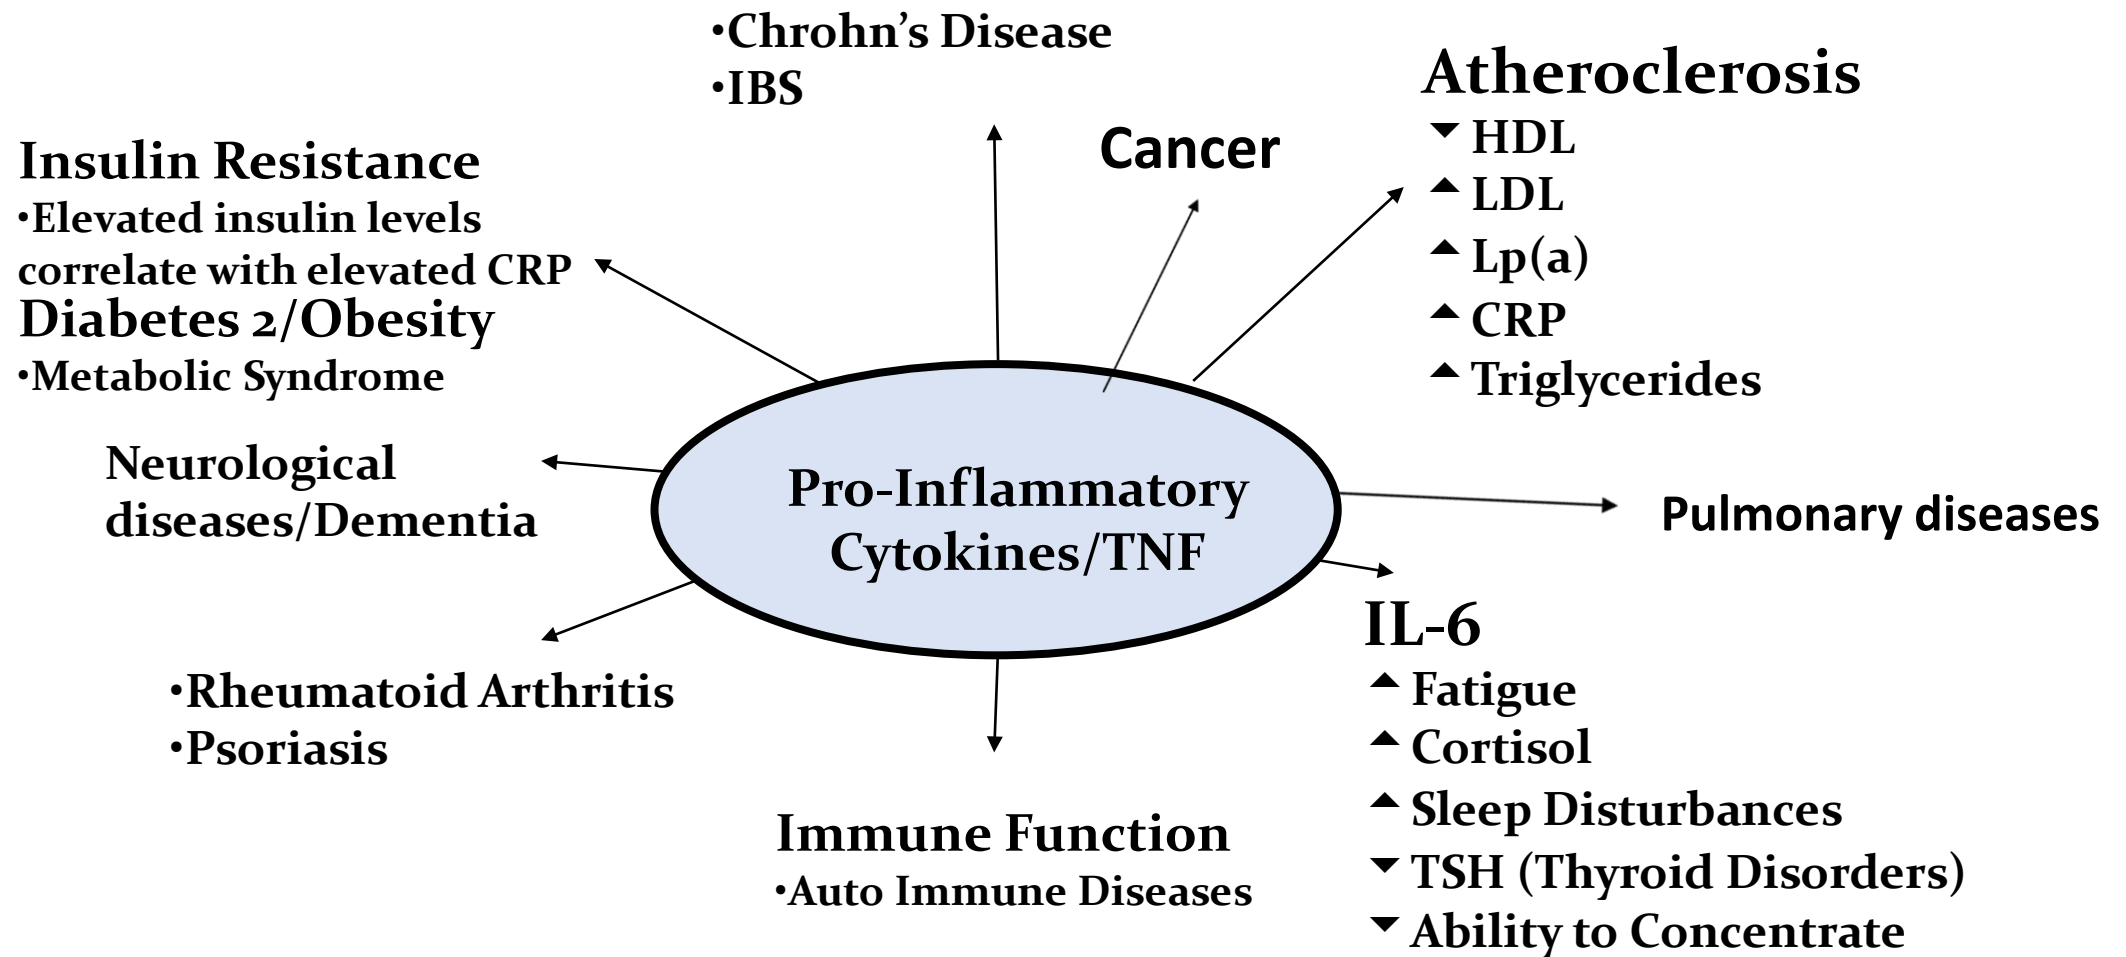 •Chrohn’s Disease
•IBS
Cancer
Atheroclerosis
▼ HDL
▲ LDL
▲ Lp(a)
▲ CRP
▲ Triglycerides
Insulin Resistance
•Elevated insulin levels
correlate with elevated CRP
Diabetes 2/Obesity
•Metabolic Syndrome
Neurological
diseases/Dementia
Pro-Inflammatory
Cytokines/TNF
Pulmonary diseases
•Rheumatoid Arthritis
•Psoriasis
Immune Function
•Auto Immune Diseases
IL-6
▲ Fatigue
▲ Cortisol
▲ Sleep Disturbances
▼ TSH (Thyroid Disorders)
▼ Ability to Concentrate